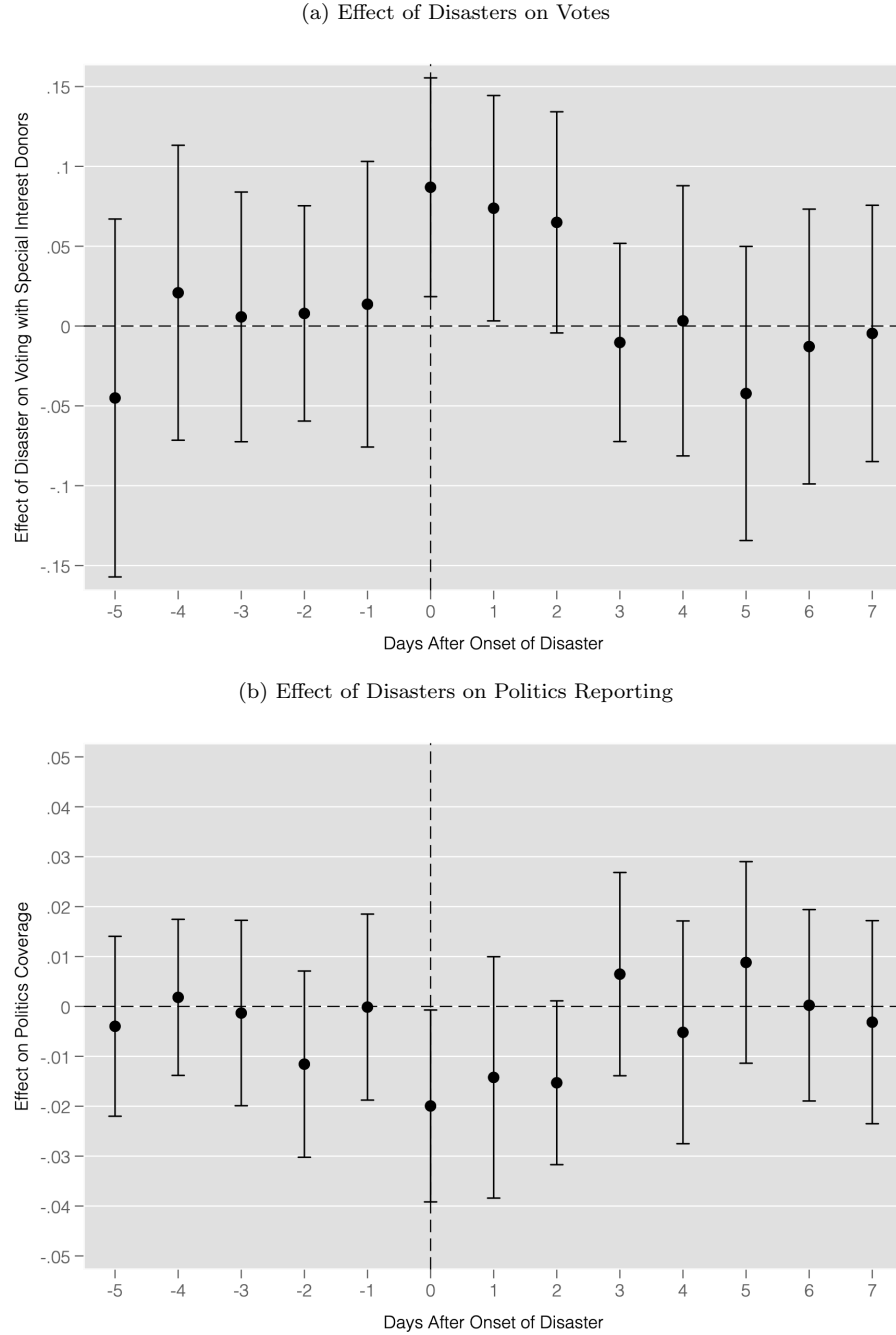 (a) Effect of Disasters on Votes
Effect of Disaster on Voting with Special Interest Donors
.15
.1
.05
0
-.05
-.1
-.15
-5 -4 -3 -2 -1 0 1 2 3 4 5 6 7
Days After Onset of Disaster
(b) Effect of Disasters on Politics Reporting
Effect on Politics Coverage
.05
.04
.03
.02
.01
0
-.01
-.02
-.03
-.04
-.05
-5 -4 -3 -2 -1 0 1 2 3 4 5 6 7
Days After Onset of Disaster